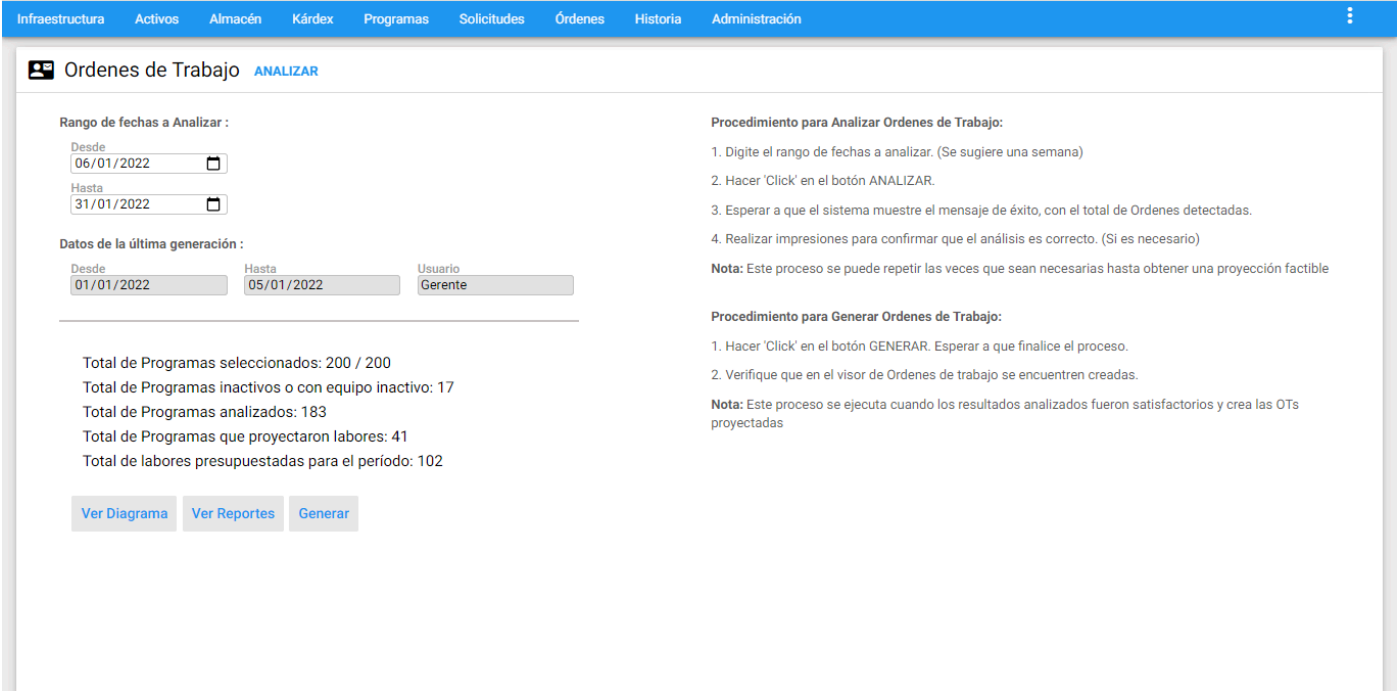 Infraestructura Activos Almacén Kárdex Programas Solicitudes Órdenes Historia Administración
Ordenes de Trabajo ANALIZAR
Rango de fechas a Analizar :
Desde
06/01/2022
Hasta
31/01/2022
Datos de la última generación :
Desde Hasta Usuario
01/01/2022 05/01/2022 Gerente
Total de Programas seleccionados: 200 / 200
Total de Programas inactivos o con equipo inactivo: 17
Total de Programas analizados: 183
Total de Programas que proyectaron labores: 41
Total de labores presupuestadas para el período: 102
Ver Diagrama Ver Reportes Generar
Procedimiento para Analizar Ordenes de Trabajo:
1. Digite el rango de fechas a analizar. (Se sugiere una semana)
2. Hacer 'Click' en el botón ANALIZAR.
3. Esperar a que el sistema muestre el mensaje de éxito, con el total de Ordenes detectadas.
4. Realizar impresiones para confirmar que el análisis es correcto. (Si es necesario)
Nota: Este proceso se puede repetir las veces que sean necesarias hasta obtener una proyección factible
Procedimiento para Generar Ordenes de Trabajo:
1. Hacer 'Click' en el botón GENERAR. Esperar a que finalice el proceso.
2. Verifique que en el visor de Ordenes de trabajo se encuentren creadas.
Nota: Este proceso se ejecuta cuando los resultados analizados fueron satisfactorios y crea las OTs
proyectadas